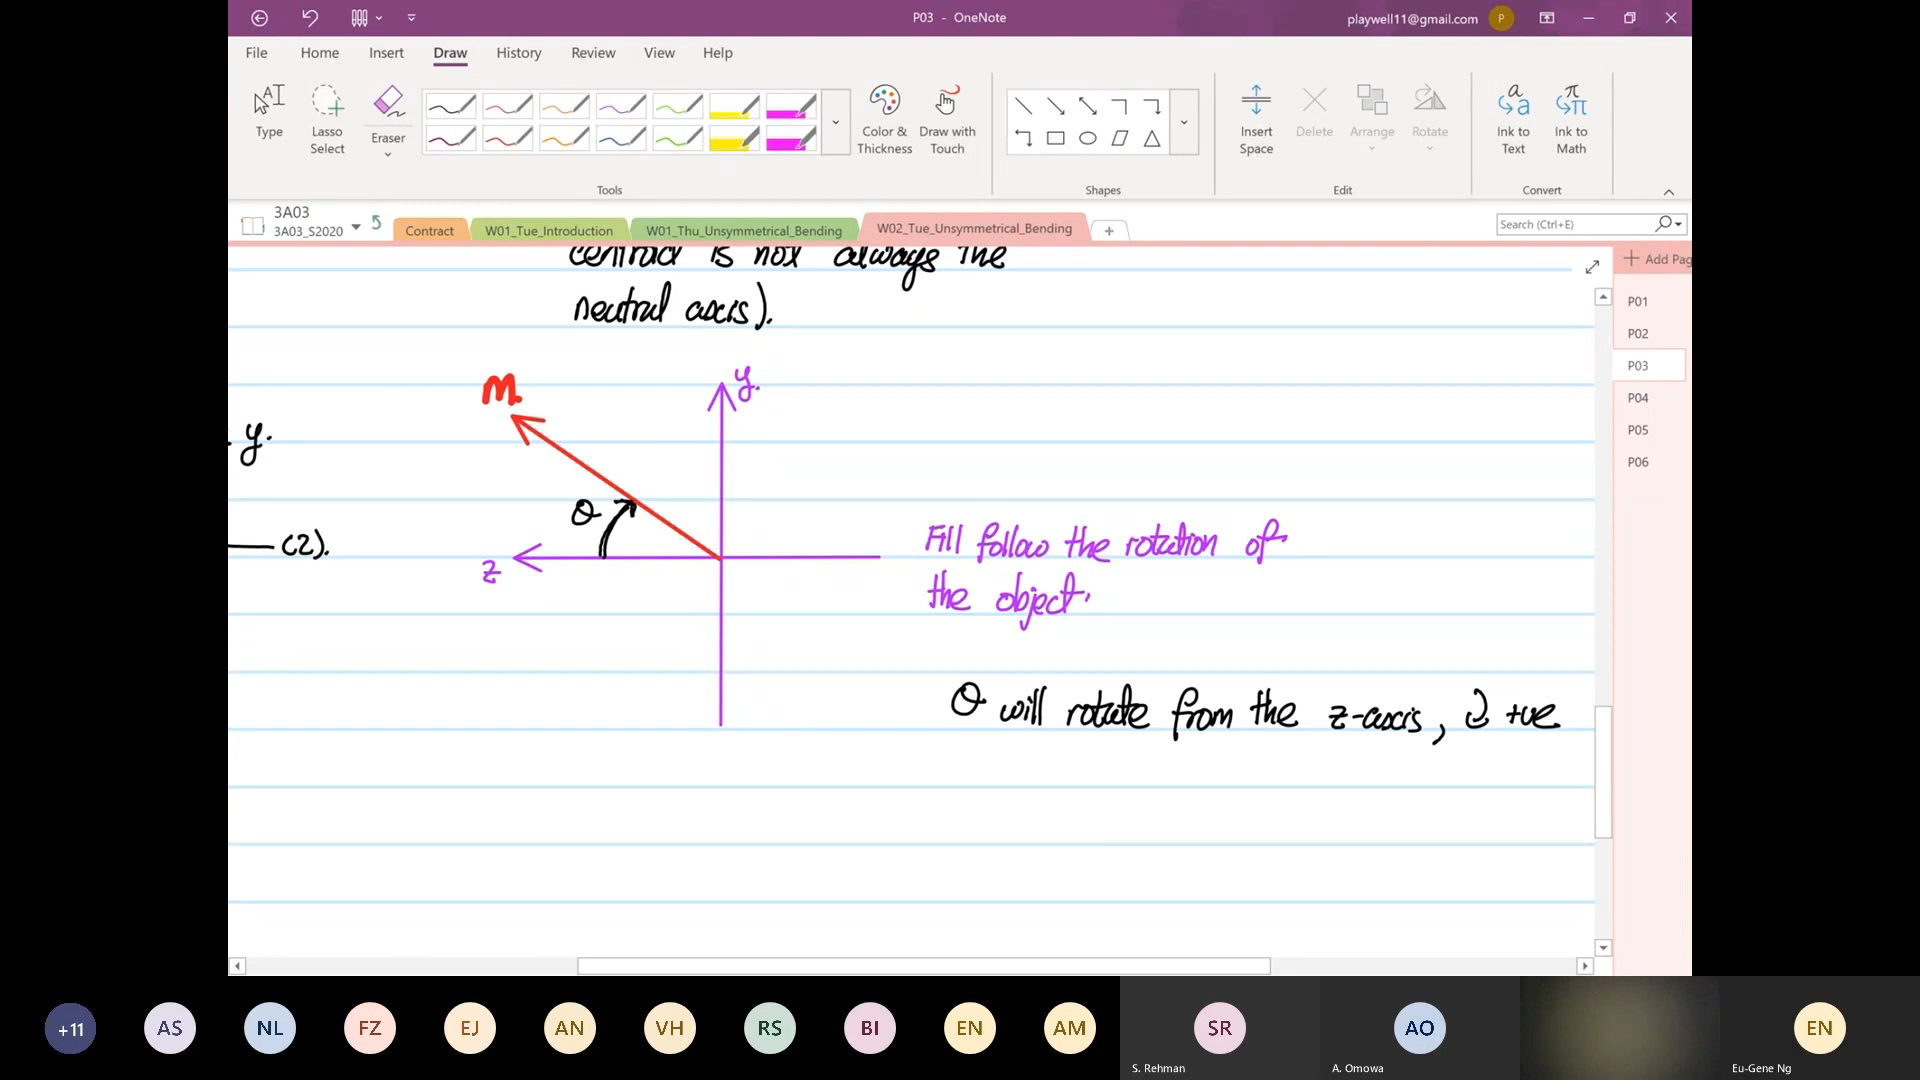 P03 - OneNote
playwell11@gmail.com
P
File
Home
Insert
Draw
History
Review
View
Help
Type
Lasso Select
Eraser
Color & Thickness
Draw with Touch
Insert Space
Delete
Arrange
Rotate
Ink to Text
Ink to Math
Tools
Shapes
Edit
Convert
3A03
3A03_S2020
Contract
W01_Tue_Introduction
W01_Thu_Unsymmetrical_Bending
W02_Tue_Unsymmetrical_Bending
+
Search (Ctrl+E)
Add Pag
P01
P02
P03
P04
P05
P06
is not always the
neutral axis).
M.
y.
y.
θ
(2).
z
the rotation of
the object.
θ will rotate from the z-axis, +ve
+11
AS
NL
FZ
EJ
AN
VH
RS
BI
EN
AM
SR
AO
EN
S. Rehman
A. Omowa
Eu-Gene Ng